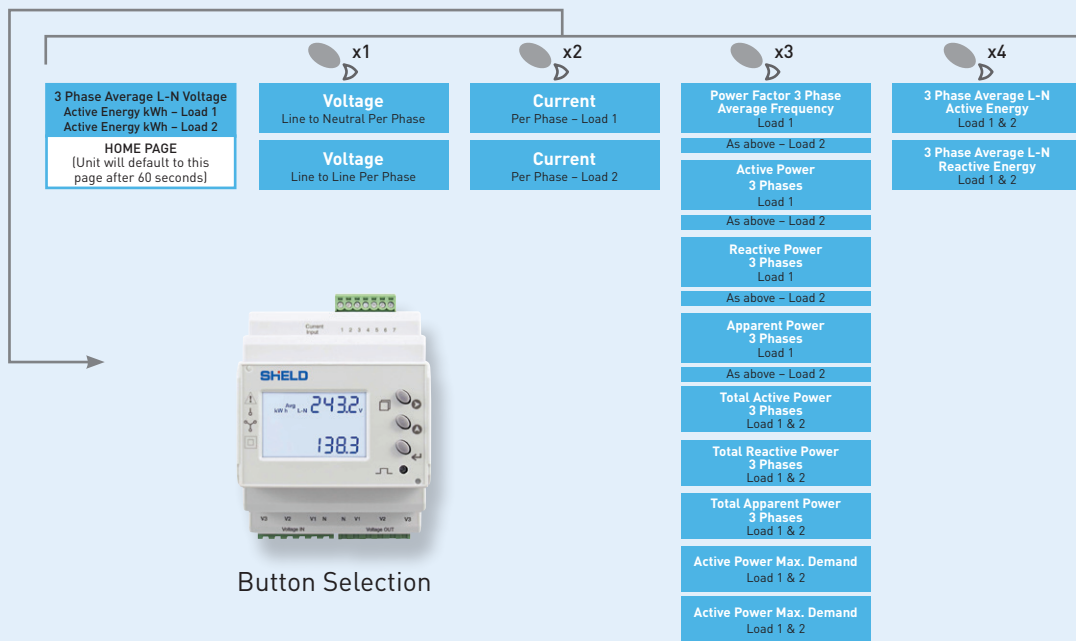 x1
x2
x3
x4
3 Phase Average L-N Voltage
Active Energy kWh – Load 1
Active Energy kWh – Load 2
HOME PAGE
(Unit will default to this
page after 60 seconds)
Voltage
Line to Neutral Per Phase
Voltage
Line to Line Per Phase
Current
Per Phase – Load 1
Current
Per Phase – Load 2
Power Factor 3 Phase
Average Frequency
Load 1
As above – Load 2
Active Power
3 Phases
Load 1
As above – Load 2
Reactive Power
3 Phases
Load 1
As above – Load 2
Apparent Power
3 Phases
Load 1
As above – Load 2
Total Active Power
3 Phases
Load 1 & 2
Total Reactive Power
3 Phases
Load 1 & 2
Total Apparent Power
3 Phases
Load 1 & 2
Active Power Max. Demand
Load 1 & 2
Active Power Max. Demand
Load 1 & 2
3 Phase Average L-N
Active Energy
Load 1 & 2
3 Phase Average L-N
Reactive Energy
Load 1 & 2
Current
Input
1 2 3 4 5 6 7
SHELD
Avg
kWh L-N 243.2 V
138.3
V3 V2 V1 N N V1 V2 V3
Voltage IN Voltage OUT
Button Selection